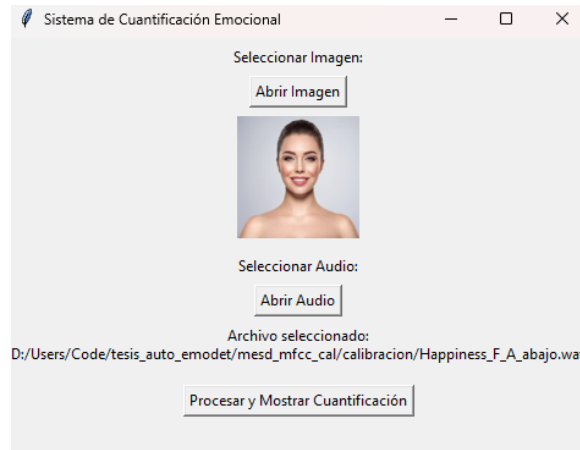 Sistema de Cuantificación Emocional
Seleccionar Imagen:
Abrir Imagen
Seleccionar Audio:
Abrir Audio
Archivo seleccionado:
D:/Users/Code/tesis_auto_emodet/mesd_mfcc_cal/calibracion/Happiness_F_A_abajo.wa
Procesar y Mostrar Cuantificación